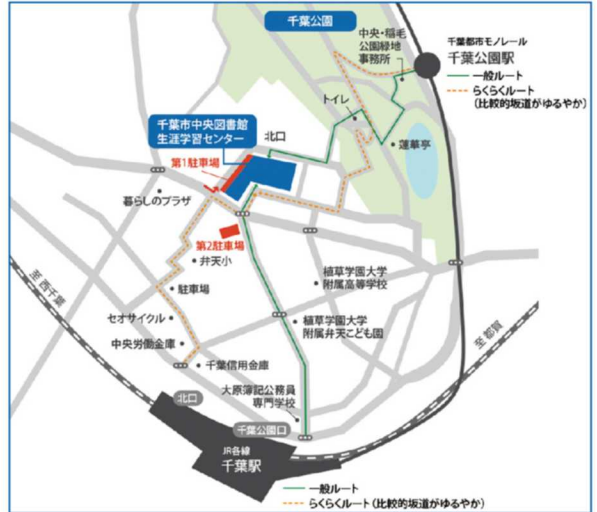 千葉公園
中央・稲毛
公園緑地
事務所
千葉都市モノレール
千葉公園駅
一般ルート
らくらくルート
(比較的坂道がゆるやか)
トイレ
千葉市中央図書館
生涯学習センター
北口
蓮華亭
第1駐車場
暮らしのプラザ
第2駐車場
弁天小
植草学園大学
附属高等学校
至西千葉
駐車場
セオサイクル
植草学園大学
附属弁天こども園
中央労働金庫
至都賀
千葉信用金庫
大原簿記公務員
専門学校
北口
千葉公園口
JR各線
千葉駅
一般ルート
らくらくルート(比較的坂道がゆるやか)